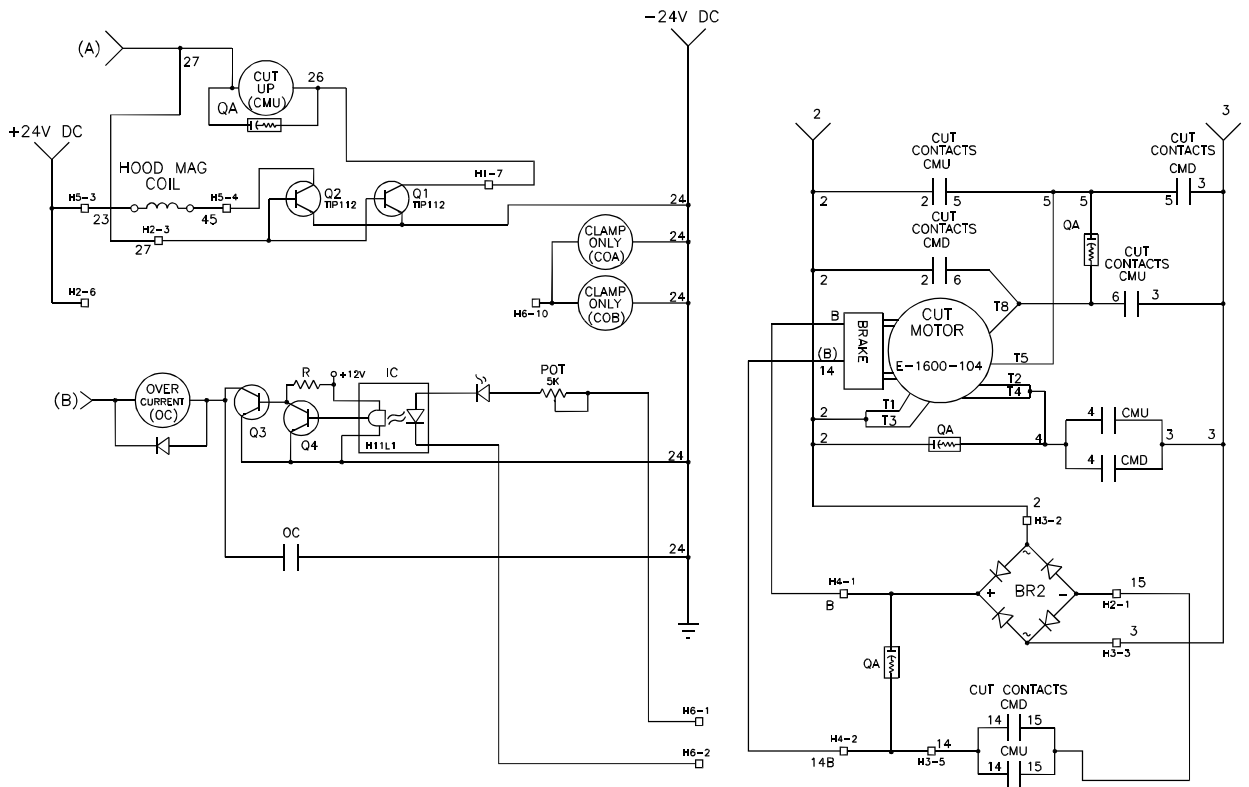 -24V DC
(A)
27
CUT
UP
(CMU)
26
QA
+24V DC
HOOD MAG
COIL
H5-3
23
H5-4
45
Q2
TIP112
Q1
TIP112
H1-7
24
H2-3
27
CLAMP
ONLY
(COA)
24
H2-6
CLAMP
ONLY
(COB)
24
H6-10
(B)
OVER
CURRENT
(OC)
Q3
R
+12V
Q4
IC
H11L1
POT
5K
24
OC
24
H6-1
H6-2
2
3
CUT
CONTACTS
CMU
2
2
5
5
CUT
CONTACTS
CMD
5
3
5
CUT
CONTACTS
CMD
2
2
6
QA
CUT
CONTACTS
CMU
6
3
T8
B
BRAKE
(B)
14
CUT
MOTOR
E-1600-104
T5
T2
T4
T1
T3
2
2
QA
4
4
CMU
4
CMD
3
3
2
H3-2
~
BR2
+
-
~
H4-1
B
15
H2-1
3
H3-3
QA
CUT CONTACTS
CMD
14
15
CMU
14
15
H4-2
14B
14
H3-5